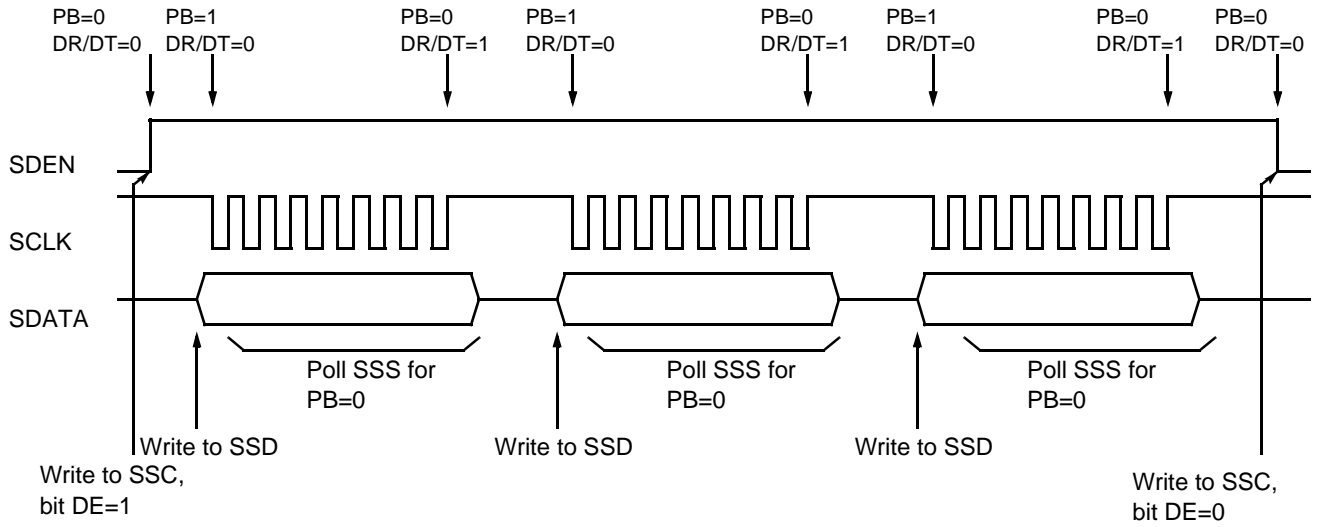 PB=0 PB=1 PB=0 PB=1 PB=0 PB=1 PB=0 PB=0
DR/DT=0 DR/DT=0 DR/DT=1 DR/DT=0 DR/DT=1 DR/DT=0 DR/DT=1 DR/DT=0
SDEN
SCLK
SDATA
Poll SSS for Poll SSS for Poll SSS for
PB=0 PB=0 PB=0
Write to SSD Write to SSD Write to SSD
Write to SSC, Write to SSC,
bit DE=1 bit DE=0